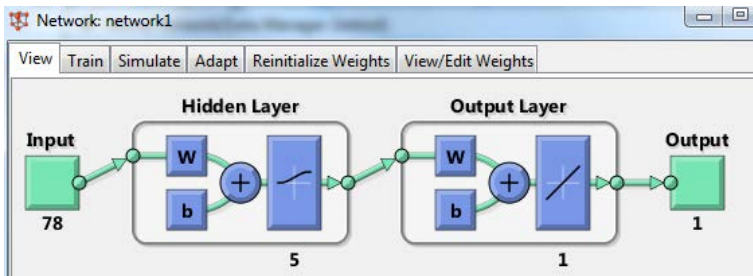 Network: network1
View Train Simulate Adapt Reinitialize Weights View/Edit Weights
Hidden Layer Output Layer
Input Output
W W
b b
78 1
5 1